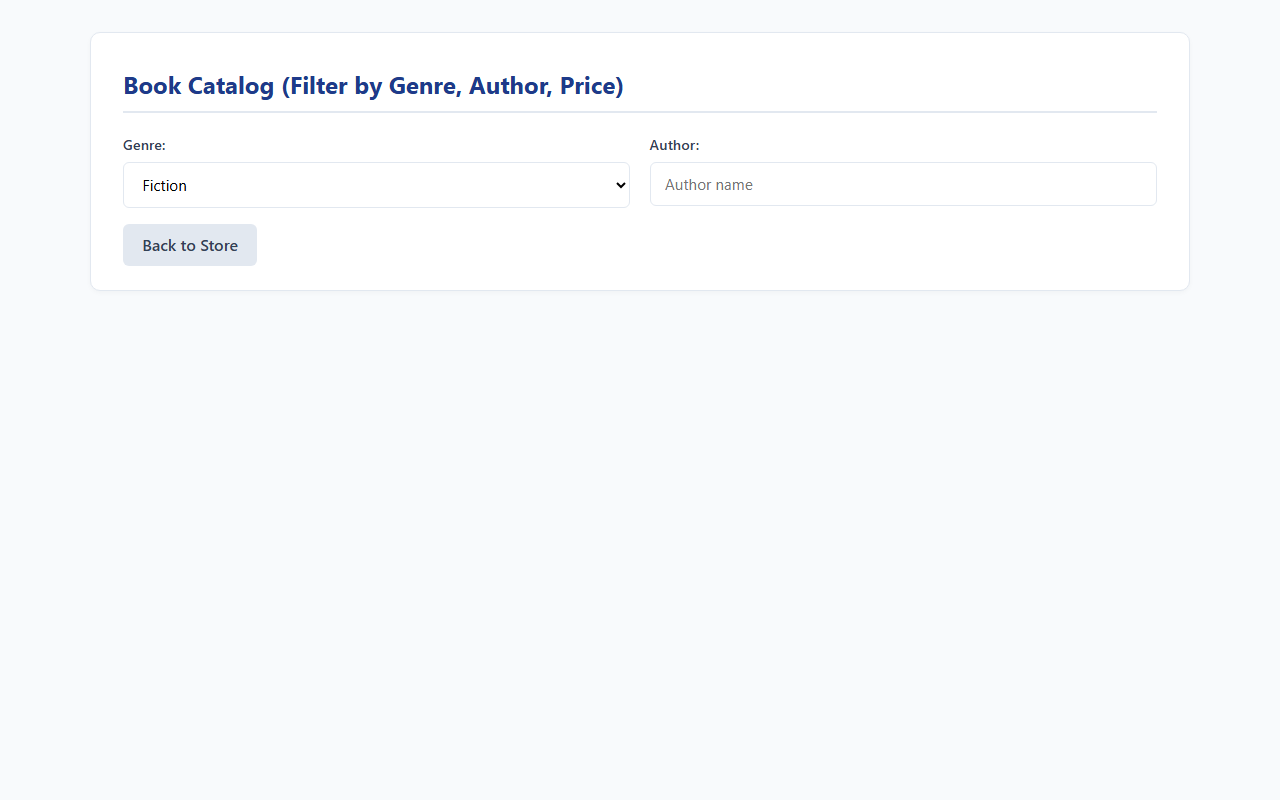 Book Catalog (Filter by Genre, Author, Price)
Genre:
Author:
Fiction
Author name
Back to Store